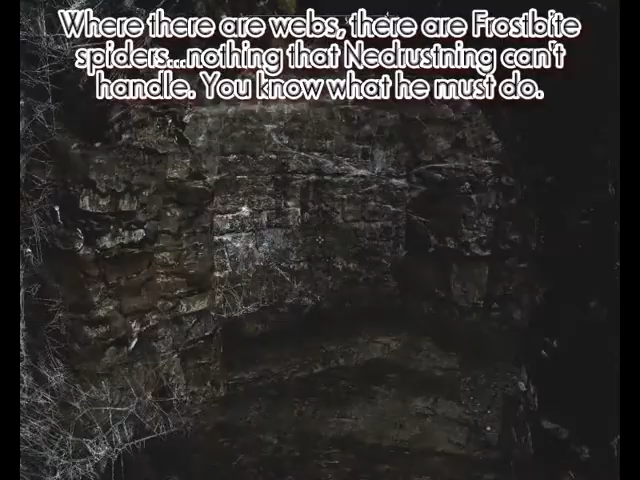 Where there are webs, there are Frostbite
spiders...nothing that Nedrustning can't
handle. You know what he must do.